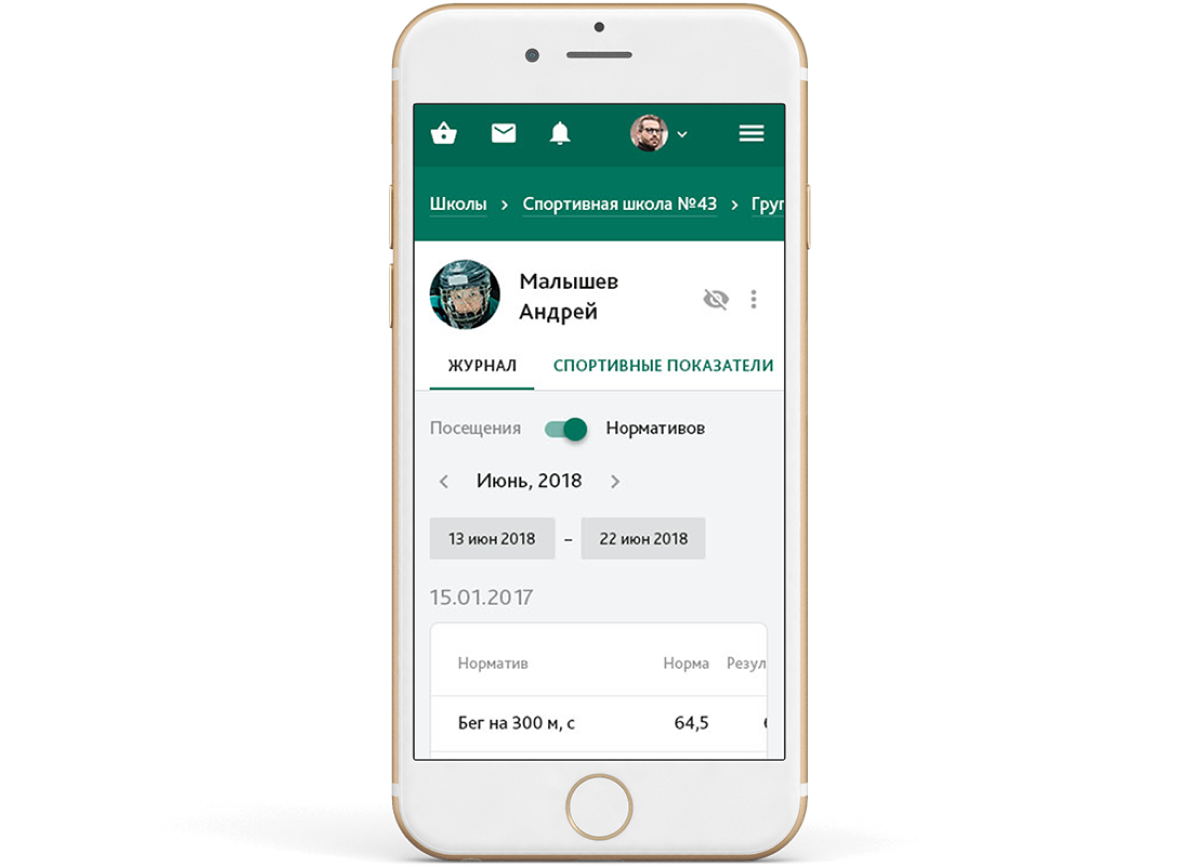 Школы > Спортивная школа №43 > Груп
Малышев
Андрей
ЖУРНАЛ СПОРТИВНЫЕ ПОКАЗАТЕЛИ
Посещения Нормативов
< Июнь, 2018 >
13 июн 2018 – 22 июн 2018
15.01.2017
Норматив Норма Резул
Бег на 300 м, с 64,5